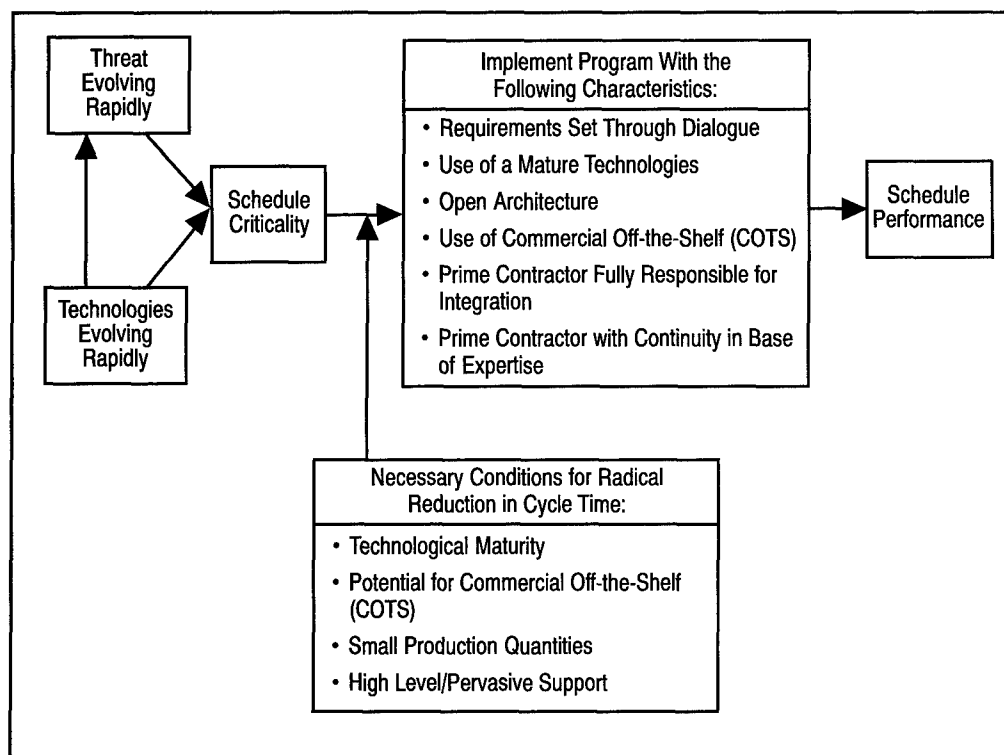 Threat
Evolving
Rapidly
Technologies
Evolving
Rapidly
Schedule
Criticality
Implement Program With the
Following Characteristics:
• Requirements Set Through Dialogue
• Use of a Mature Technologies
• Open Architecture
• Use of Commercial Off-the-Shelf (COTS)
• Prime Contractor Fully Responsible for
Integration
• Prime Contractor with Continuity in Base
of Expertise
Schedule
Performance
Necessary Conditions for Radical
Reduction in Cycle Time:
• Technological Maturity
• Potential for Commercial Off-the-Shelf
(COTS)
• Small Production Quantities
• High Level/Pervasive Support